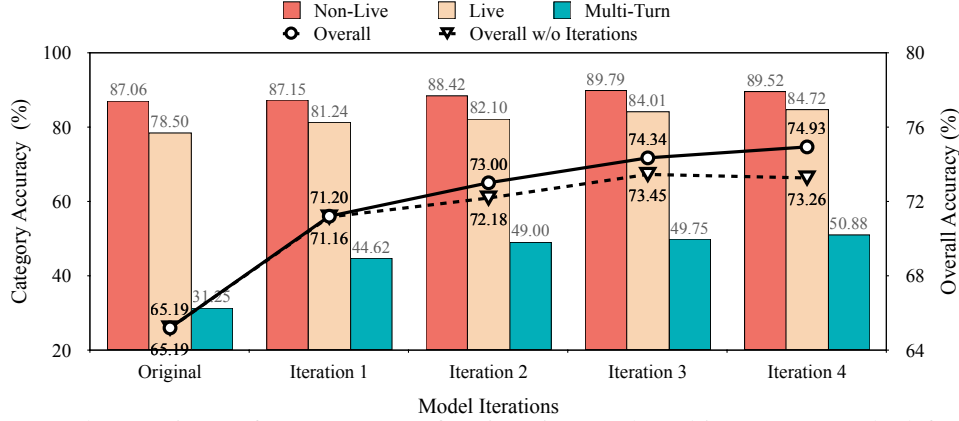 Non-Live Live Multi-Turn
Overall Overall w/o Iterations
Category Accuracy (%)
100
80
60
40
20
Overall Accuracy (%)
80
76
72
68
64
87.06 78.50 31.25
87.15 81.24 44.62
88.42 82.10 49.00
89.79 84.01 49.75
89.52 84.72 50.88
65.19 71.20 73.00 74.34 74.93
65.19 71.16 72.18 73.45 73.26
Original Iteration 1 Iteration 2 Iteration 3 Iteration 4
Model Iterations